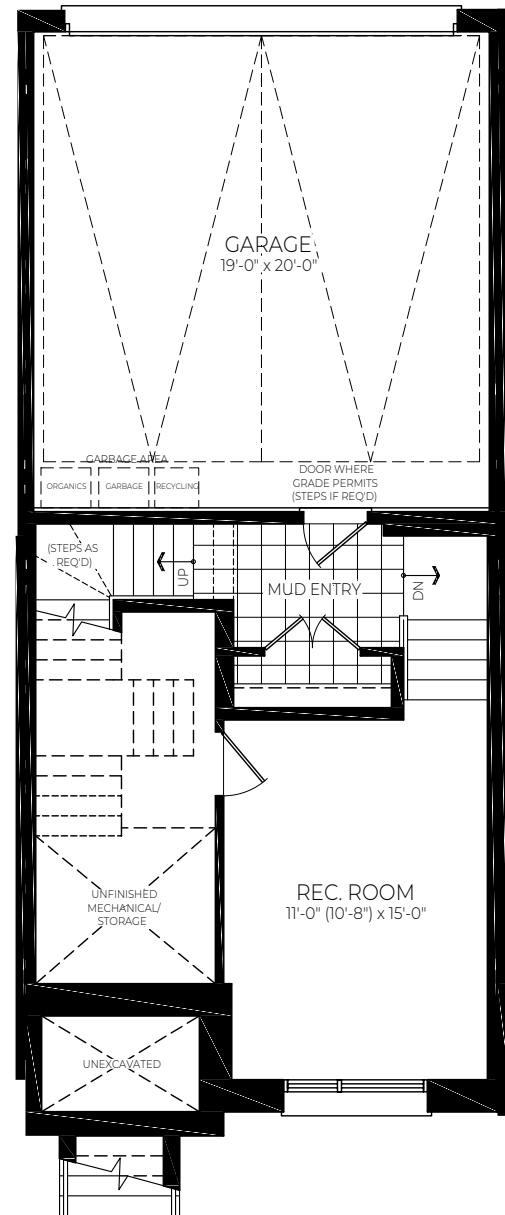 GARAGE
19'-0" x 20'-0"
GARBAGE AREA
ORGANICS
GARBAGE
RECYCLING
DOOR WHERE
GRADE PERMITS
(STEPS IF REQ'D)
(STEPS AS
REQ'D)
UP
MUD ENTRY
DN
UNFINISHED
MECHANICAL/
STORAGE
REC. ROOM
11'-0" (10'-8") x 15'-0"
UNEXCAVATED